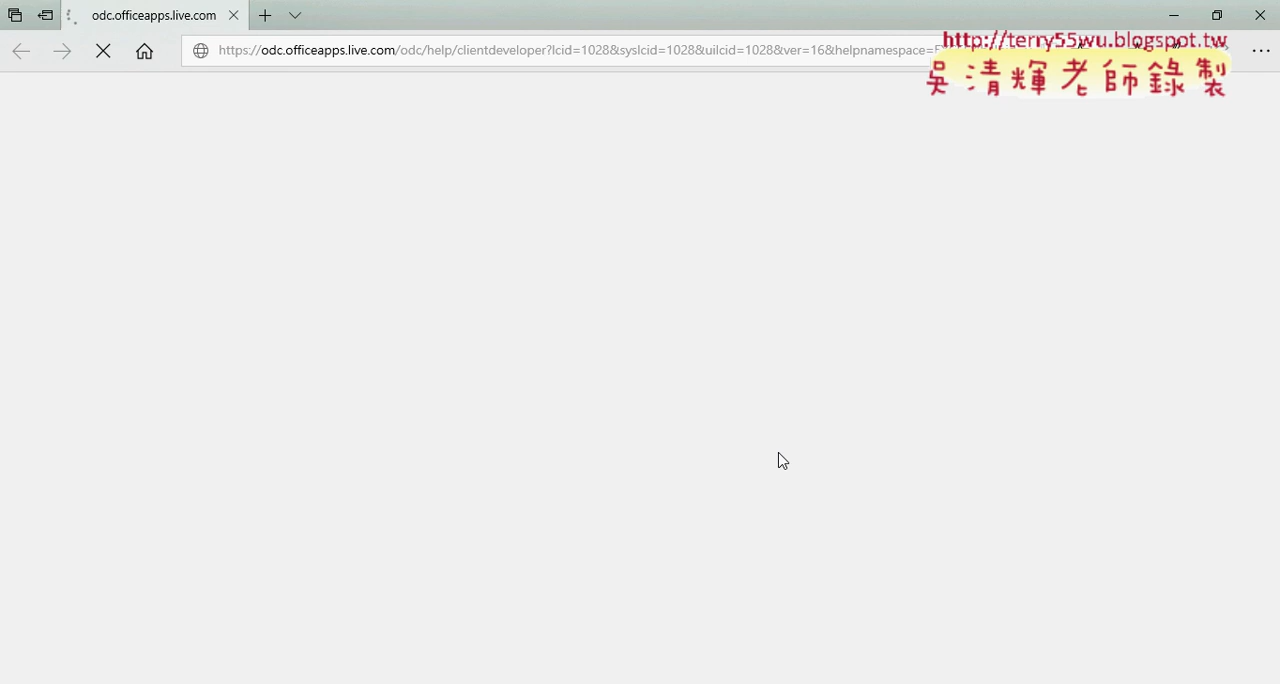 odc.officeapps.live.com
https://odc.officeapps.live.com/odc/help/clientdeveloper?lcid=1028&syslcid=1028&uilcid=1028&ver=16&helpnamespace=
http://terry55wu.blogspot.tw
吳清輝老師錄製